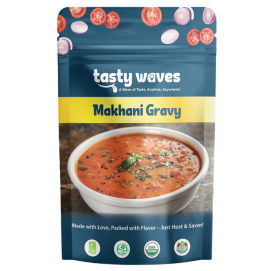 tasty waves
A Wave of Taste, Anytime, Anywhere!
Makhani Gravy
Made with Love, Packed with Flavor - Just Heat & Savor!